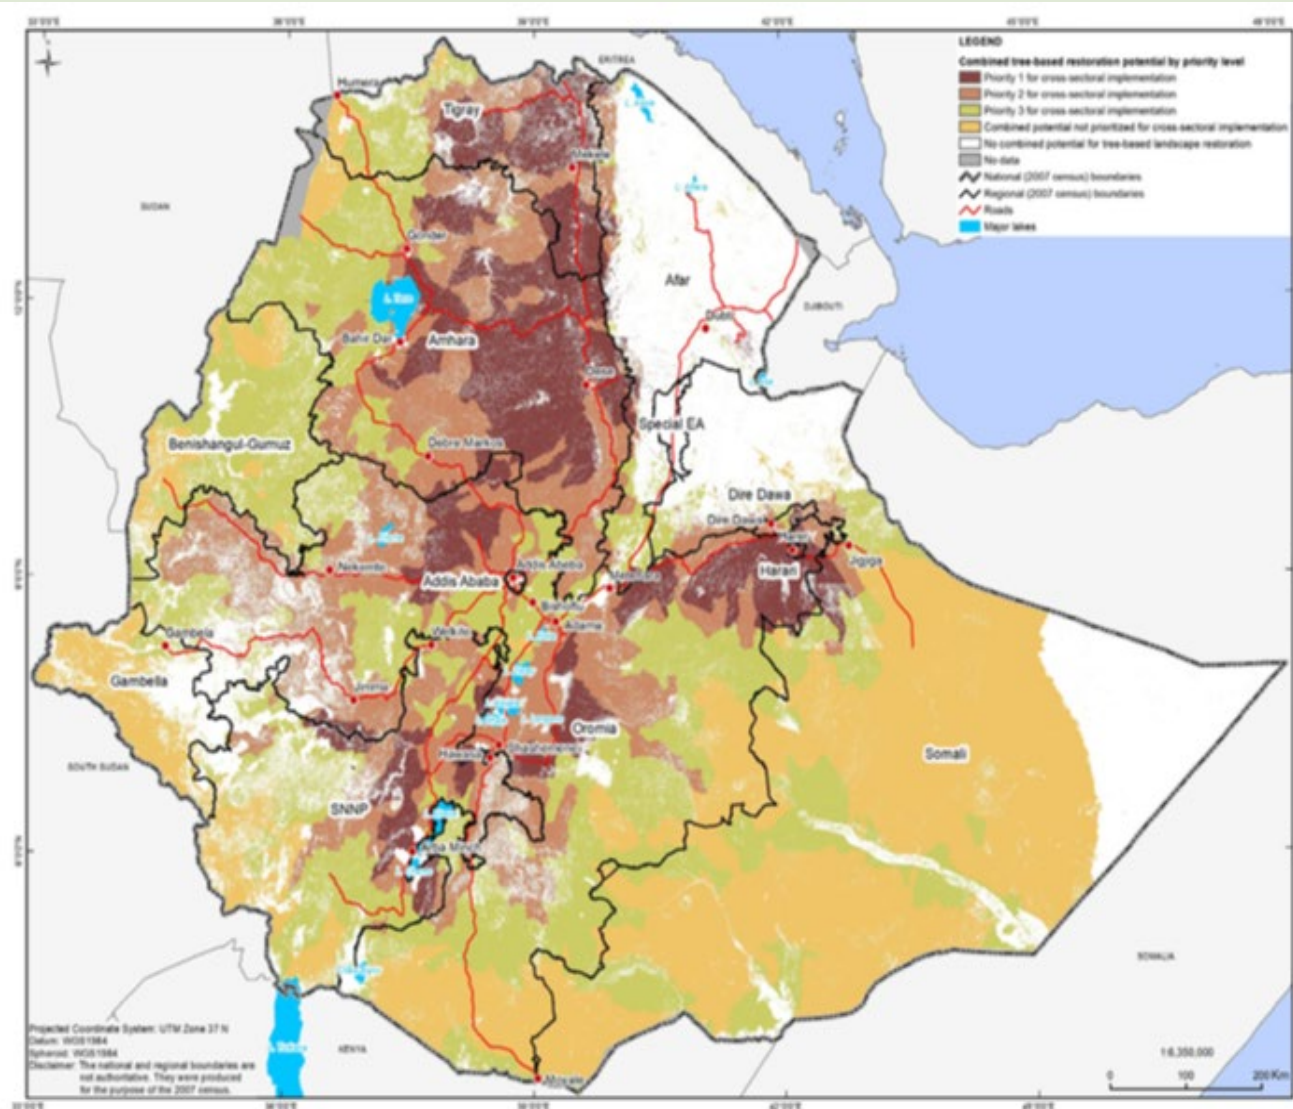 LEGEND
Combined tree-based restoration potential by priority level
Priority 1 for cross-sectoral implementation
Priority 2 for cross-sectoral implementation
Priority 3 for cross-sectoral implementation
Combined potential not prioritized for cross-sectoral implementation
No combined potential for tree-based landscape restoration
No data
National (2007 census) boundaries
Regional (2007 census) boundaries
Roads
Major lakes
ERITREA
Humera
Tigray
Mekele
SUDAN
Gonder
Afar
DJIBOUTI
Dubti
Bahir Dar
Amhara
Dese
Special EA
Benishangul-Gumuz
Debre Markos
Dire Dawa
Dire Dawa
Harari
Jigjiga
Nekemte
Addis Ababa
Addis Abeba
Metehara
Bishoftu
Adama
Welkite
Gambela
Gambella
Jimma
Oromia
Shashemeney
Hawasa
Somali
SOUTH SUDAN
SNNP
Arba Minch
SOMALIA
KENYA
Moyale
Projected Coordinate System: UTM Zone 37 N
Datum: WGS1984
Spheroid: WGS1984
Disclaimer: The national and regional boundaries are
not authoritative. They were produced
for the purpose of the 2007 census.
1:6,350,000
0 100 200 Km